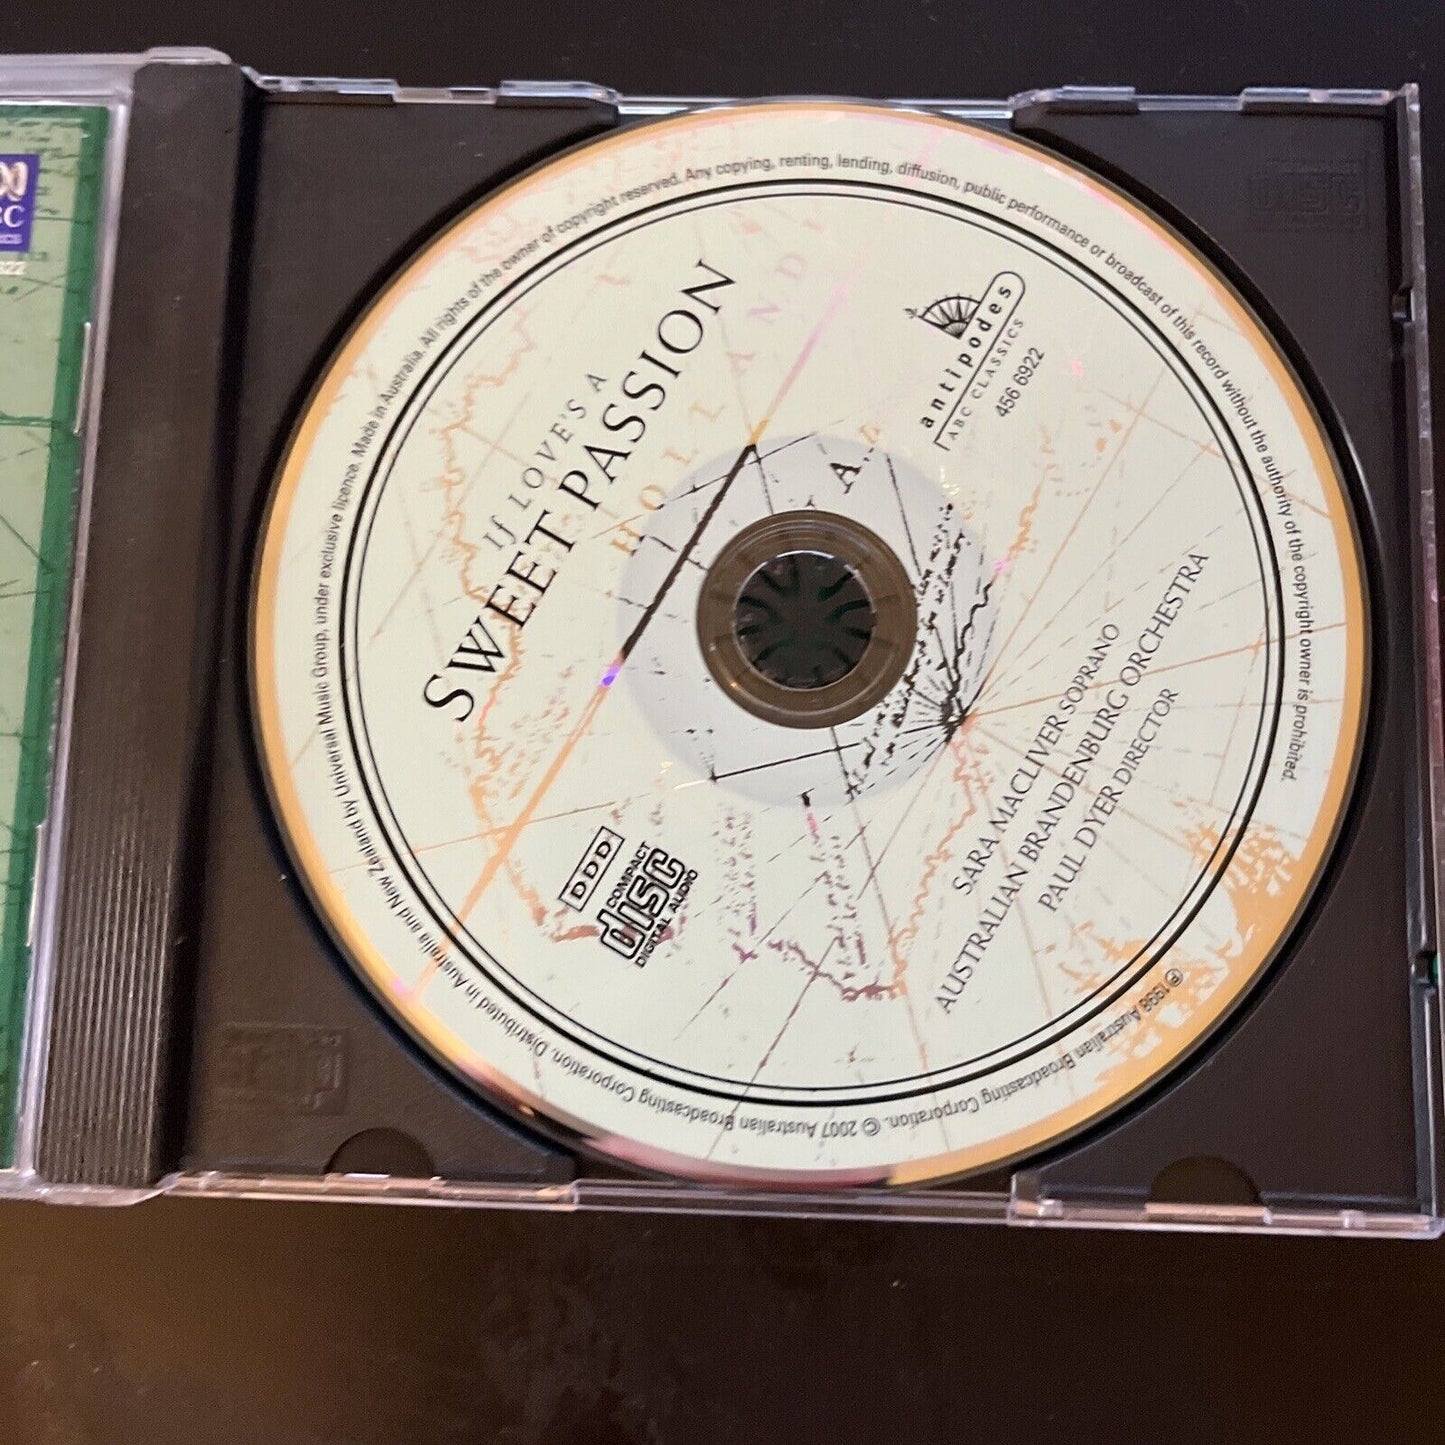 If LOVE'S A
SWEET PASSION
HOLLAND
A.
antipodes
ABC CLASSICS
456 6922
DDD
COMPACT
disc
DIGITAL AUDIO
SARA MACLIVER SOPRANO
AUSTRALIAN BRANDENBURG ORCHESTRA
PAUL DYER DIRECTOR
℗ 1998 Australian Broadcasting Corporation. © 2007 Australian Broadcasting Corporation. Distributed in Australia and New Zealand by Universal Music Group, under exclusive licence. Made in Australia. All rights of the owner of copyright reserved. Any copying, renting, lending, diffusion, public performance or broadcast of this record without the authority of the copyright owner is prohibited.